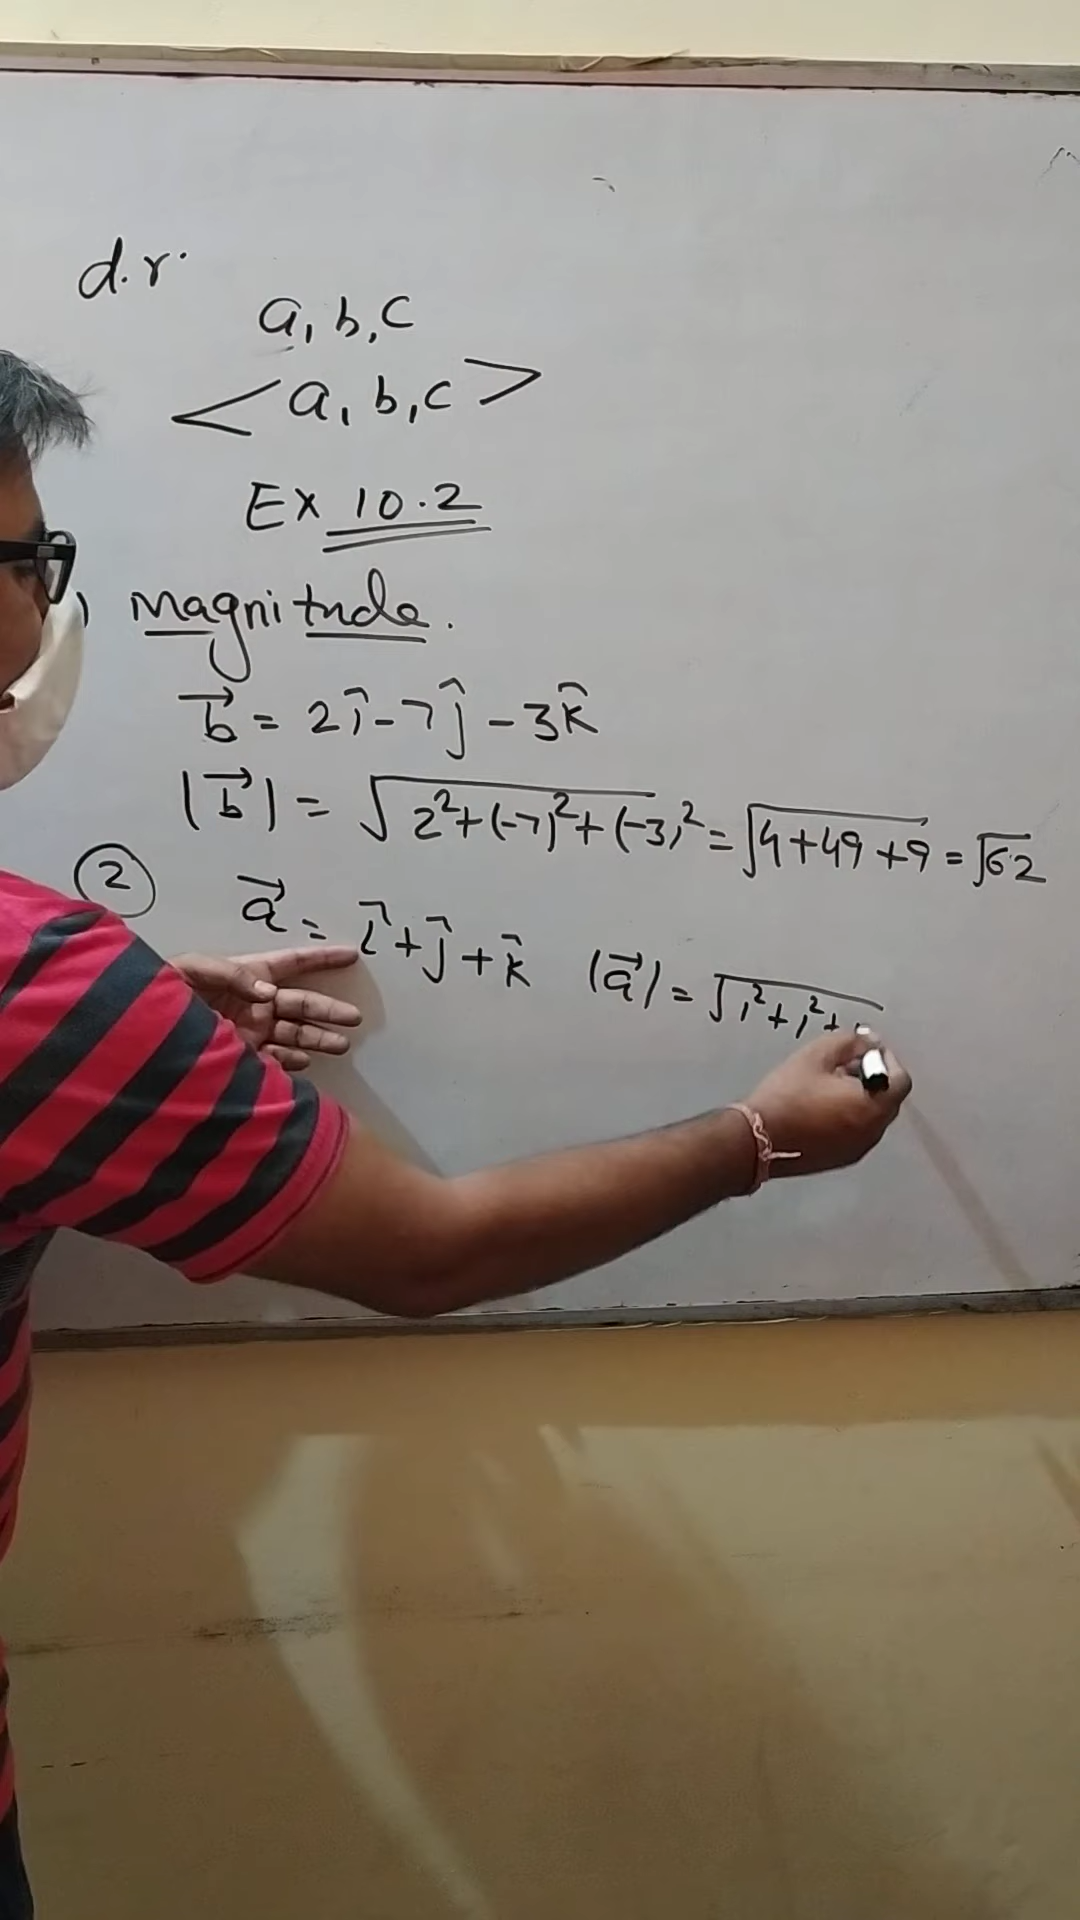 d.r.
a, b, c
<a, b, c>
Ex 10.2
) Magnitude.
b⃗ = 2î - 7ĵ - 3k̂
|b⃗| = √2²+(-7)²+(-3)² = √4+49+9 = √62
② a⃗ = î+ĵ+k̂ |a⃗| = √1²+1²+